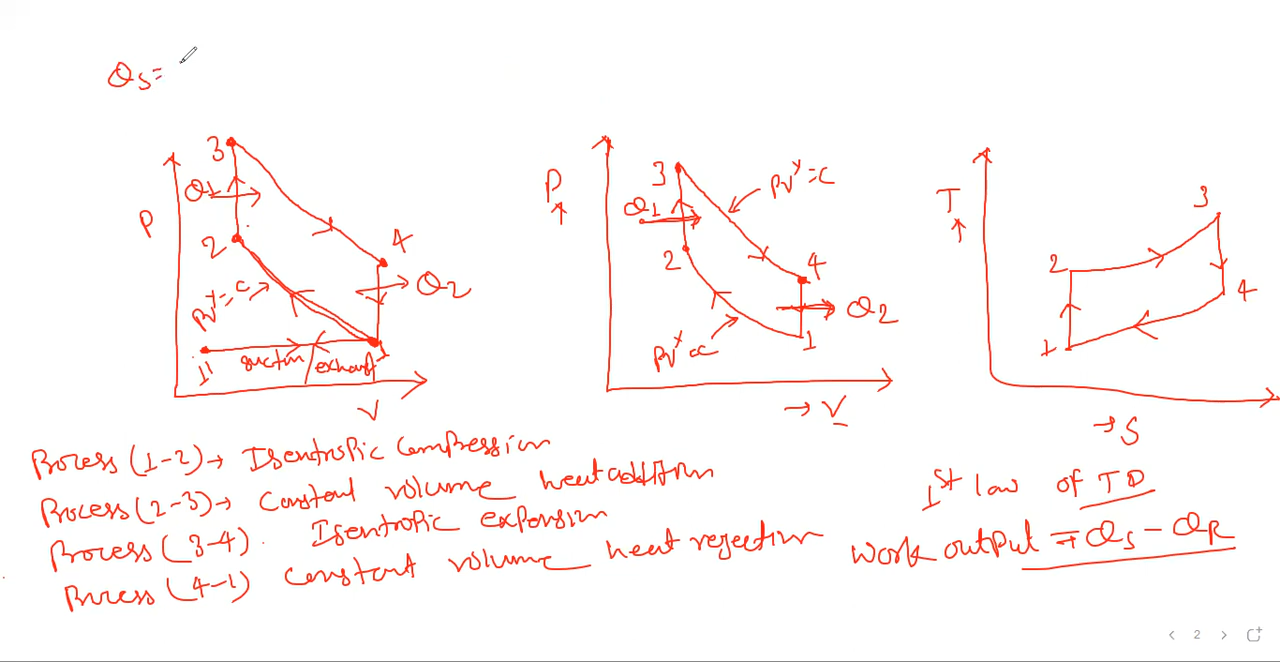 Qs=
3
Q1
P
2
4
Q2
PV^γ=C
1'
suction/exhaust
1
V
P
3
Q1
PV^γ=C
2
4
Q2
PV^γ=C
1
→ V
T
3
2
4
1
→ S
Process (1-2) → Isentropic Compression
Process (2-3) → Constant volume heat addition
Process (3-4). Isentropic expansion
Process (4-1) constant volume heat rejection
1st law of TD
work output = Qs - QR
2